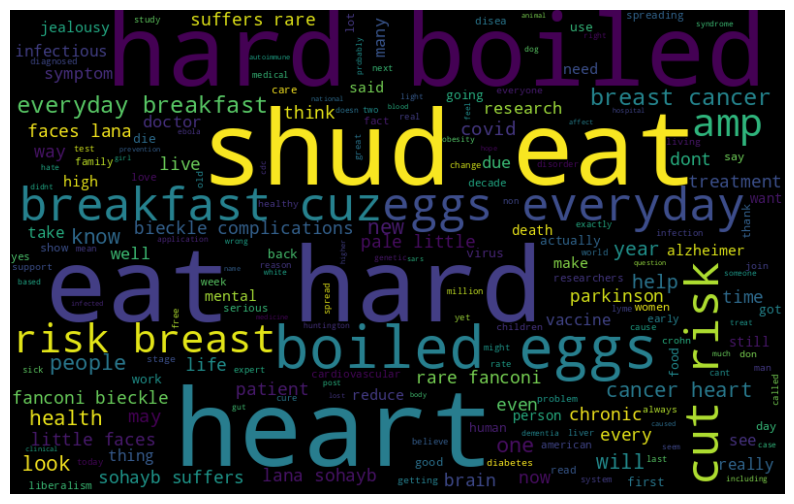 jealousy study suffers rare animal syndrome
disea use spreading dog right
hard boiled
infectious autoimmune lot many probably next
diagnosed symptom medical said going need everyone
everyday breakfast care light research breast cancer
doctor think fact real covid amp
faces lana die national doesn two blood hospital
way test family live shud eat feel affect living
prevention ebola great obesity due dont say
hate girl cdc change disorder
high love old decade treatment
didnt breakfast cuz eggs everyday want
take healthy non exactly thank
know bieckle complications new death infection
application wrong pale little actually year alzheimer
yes show mean well back virus world
support reason genetic sars make question someone join
based week name white higher researchers help time
mental eat hard parkinson cut risk
infected serious free spread million lyme women early got
risk breast huntington yet vaccine still
medicine children cause crohn treat
people sick stage expert life boiled eggs might food much don
cardiovascular rate cant man
fanconi bieckle work patient post rare fanconi cancer heart called
cure reduce lost body even problem person chronic always
health may gut heart human one dementia liver every caused day
little faces believe american
look clinical thing today good diabetes will last seem see case
liberalism sohayb suffers lana sohayb brain getting now read first really including